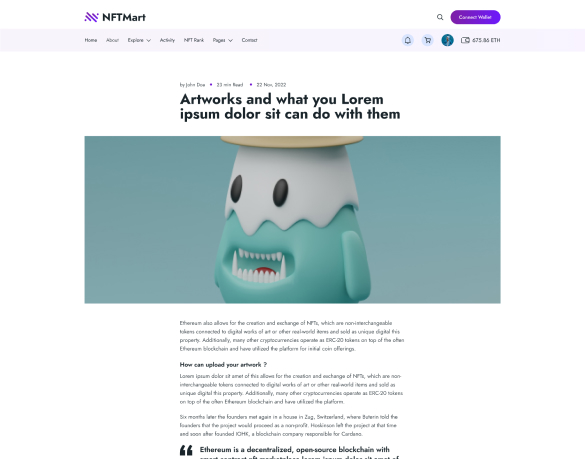 NFTMart
Connect Wallet
Home About Explore Activity NFT Rank Pages Contact
675.86 ETH
by John Doe 23 min Read 22 Nov, 2022
Artworks and what you Lorem
ipsum dolor sit can do with them
Ethereum also allows for the creation and exchange of NFTs, which are non-interchangeable
tokens connected to digital works of art or other real-world items and sold as unique digital this
property. Additionally, many other cryptocurrencies operate as ERC-20 tokens on top of the often
Ethereum blockchain and have utilized the platform for initial coin offerings.
How can upload your artwork ?
Lorem ipsum dolor sit amet of this allows for the creation and exchange of NFTs, which are non-
interchangeable tokens connected to digital works of art or other real-world items and sold as
unique digital this property. Additionally, many other cryptocurrencies operate as ERC-20 tokens
on top of the often Ethereum blockchain and have utilized the platform.
Six months later the founders met again in a house in Zug, Switzerland, where Buterin told the
founders that the project would proceed as a nonprofit. Hoskinson left the project at that time
and soon after founded IOHK, a blockchain company responsible for Cardano.
Ethereum is a decentralized, open-source blockchain with